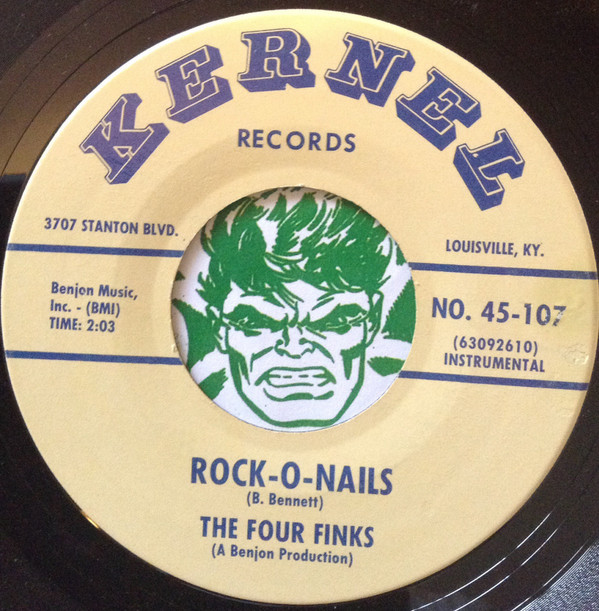 KERNEL
RECORDS
3707 STANTON BLVD.
LOUISVILLE, KY.
Benjon Music,
Inc. - (BMI)
TIME: 2:03
NO. 45-107
(63092610)
INSTRUMENTAL
ROCK-O-NAILS
(B. Bennett)
THE FOUR FINKS
(A Benjon Production)